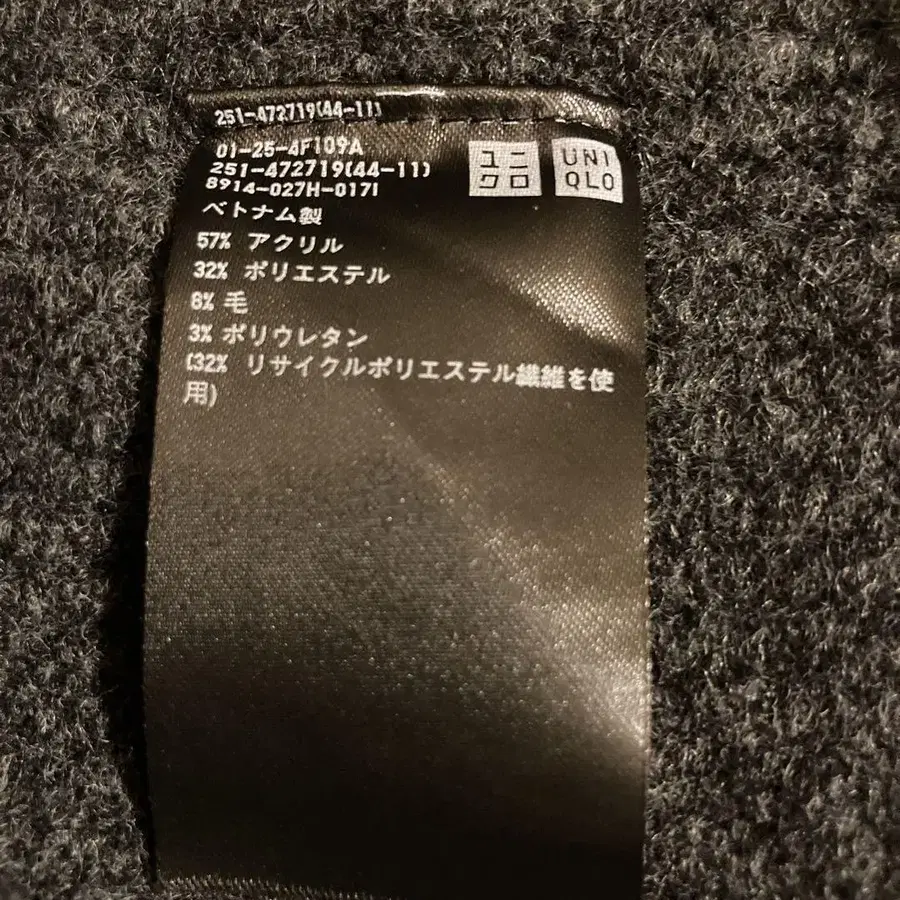 251-472719(44-11)
01-25-4F109A
251-472719(44-11)
8914-027H-0171
ユニ
クロ
UNI
QLO
ベトナム製
57% アクリル
32% ポリエステル
8% 毛
3% ポリウレタン
(32% リサイクルポリエステル繊維を使
用)